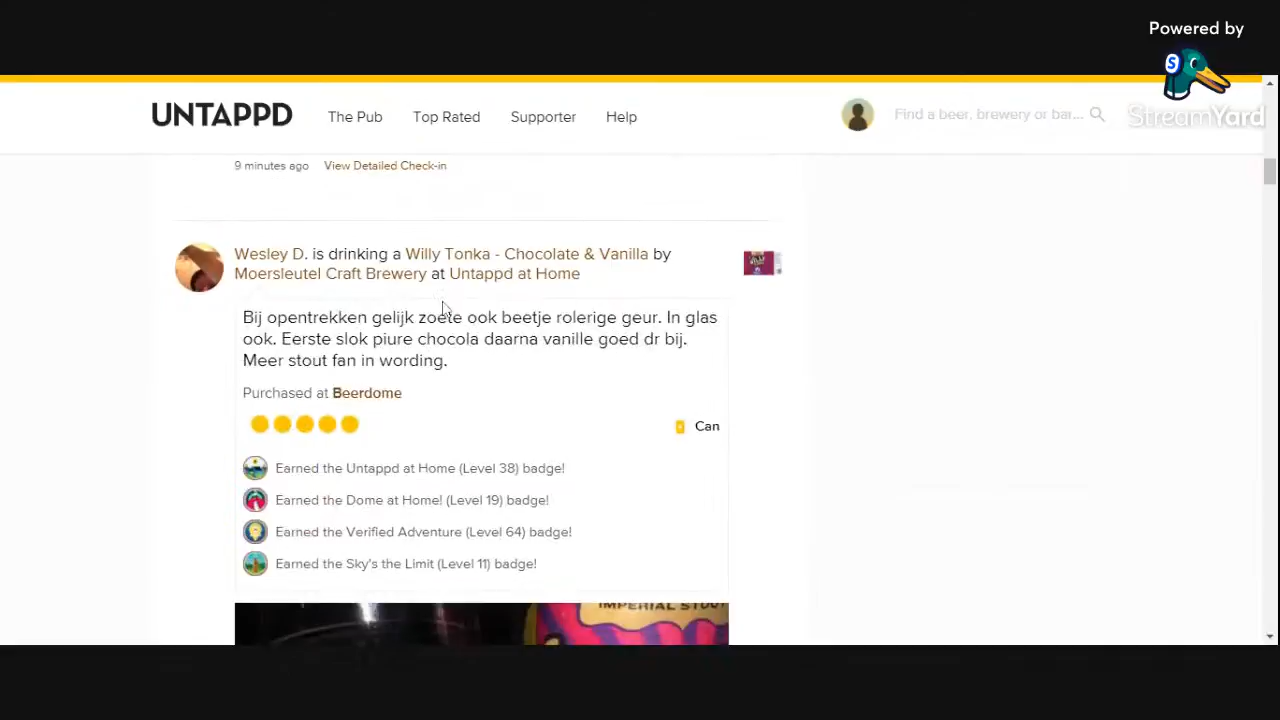 Powered by
StreamYard
UNTAPPD The Pub Top Rated Supporter Help Find a beer, brewery or bar...
9 minutes ago View Detailed Check-in
Wesley D. is drinking a Willy Tonka - Chocolate & Vanilla by
Moersleutel Craft Brewery at Untappd at Home
Bij opentrekken gelijk zoete ook beetje rolerige geur. In glas
ook. Eerste slok piure chocola daarna vanille goed dr bij.
Meer stout fan in wording.
Purchased at Beerdome
Can
Earned the Untappd at Home (Level 38) badge!
Earned the Dome at Home! (Level 19) badge!
Earned the Verified Adventure (Level 64) badge!
Earned the Sky's the Limit (Level 11) badge!
IMPERIAL STOUT